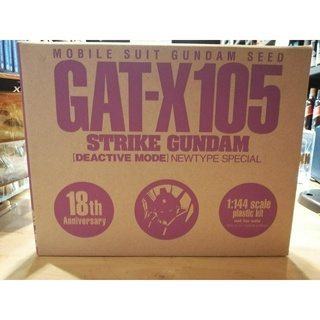 MOBILE SUIT GUNDAM SEED
GAT-X105
STRIKE GUNDAM
[DEACTIVE MODE] NEWTYPE SPECIAL
18th
Anniversary
1:144 scale
plastic kit